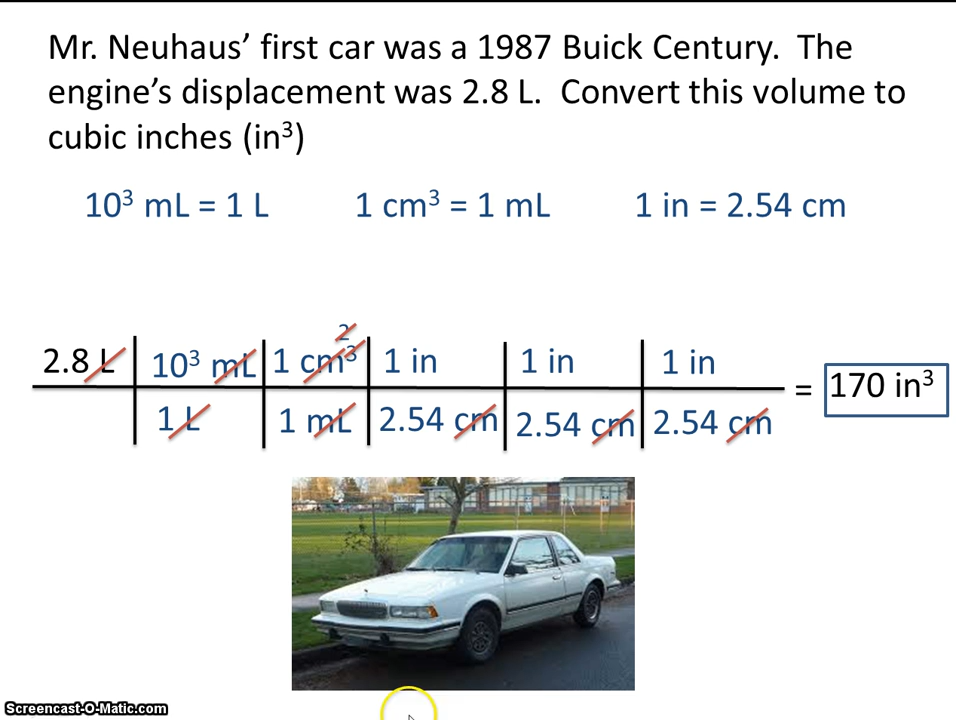 Mr. Neuhaus’ first car was a 1987 Buick Century. The
engine’s displacement was 2.8 L. Convert this volume to
cubic inches (in³)
10³ mL = 1 L 1 cm³ = 1 mL 1 in = 2.54 cm
2
2.8 L 10³ mL 1 cm³ 1 in 1 in 1 in
= 170 in³
1 L 1 mL 2.54 cm 2.54 cm 2.54 cm
Screencast-O-Matic.com